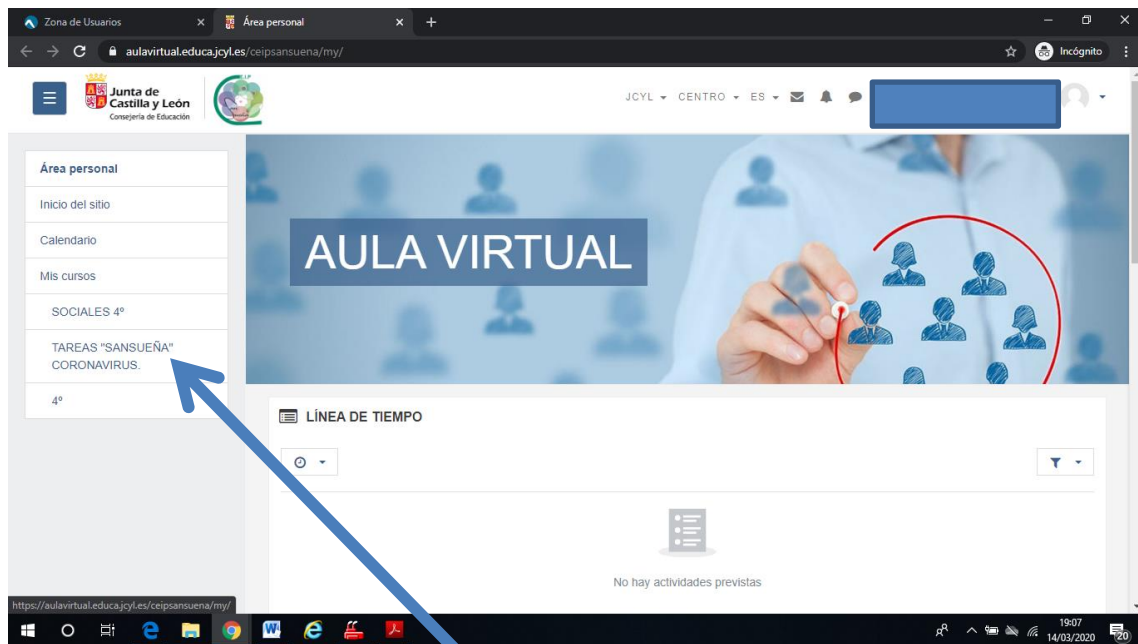 Zona de Usuarios
Área personal
aulavirtual.educa.jcyl.es/ceipsansuena/my/
Incógnito
Junta de
Castilla y León
Consejería de Educación
JCYL
CENTRO
ES
Área personal
Inicio del sitio
Calendario
Mis cursos
SOCIALES 4º
TAREAS "SANSUEÑA"
CORONAVIRUS.
4º
AULA VIRTUAL
LÍNEA DE TIEMPO
No hay actividades previstas
https://aulavirtual.educa.jcyl.es/ceipsansuena/my/
19:07
14/03/2020
20